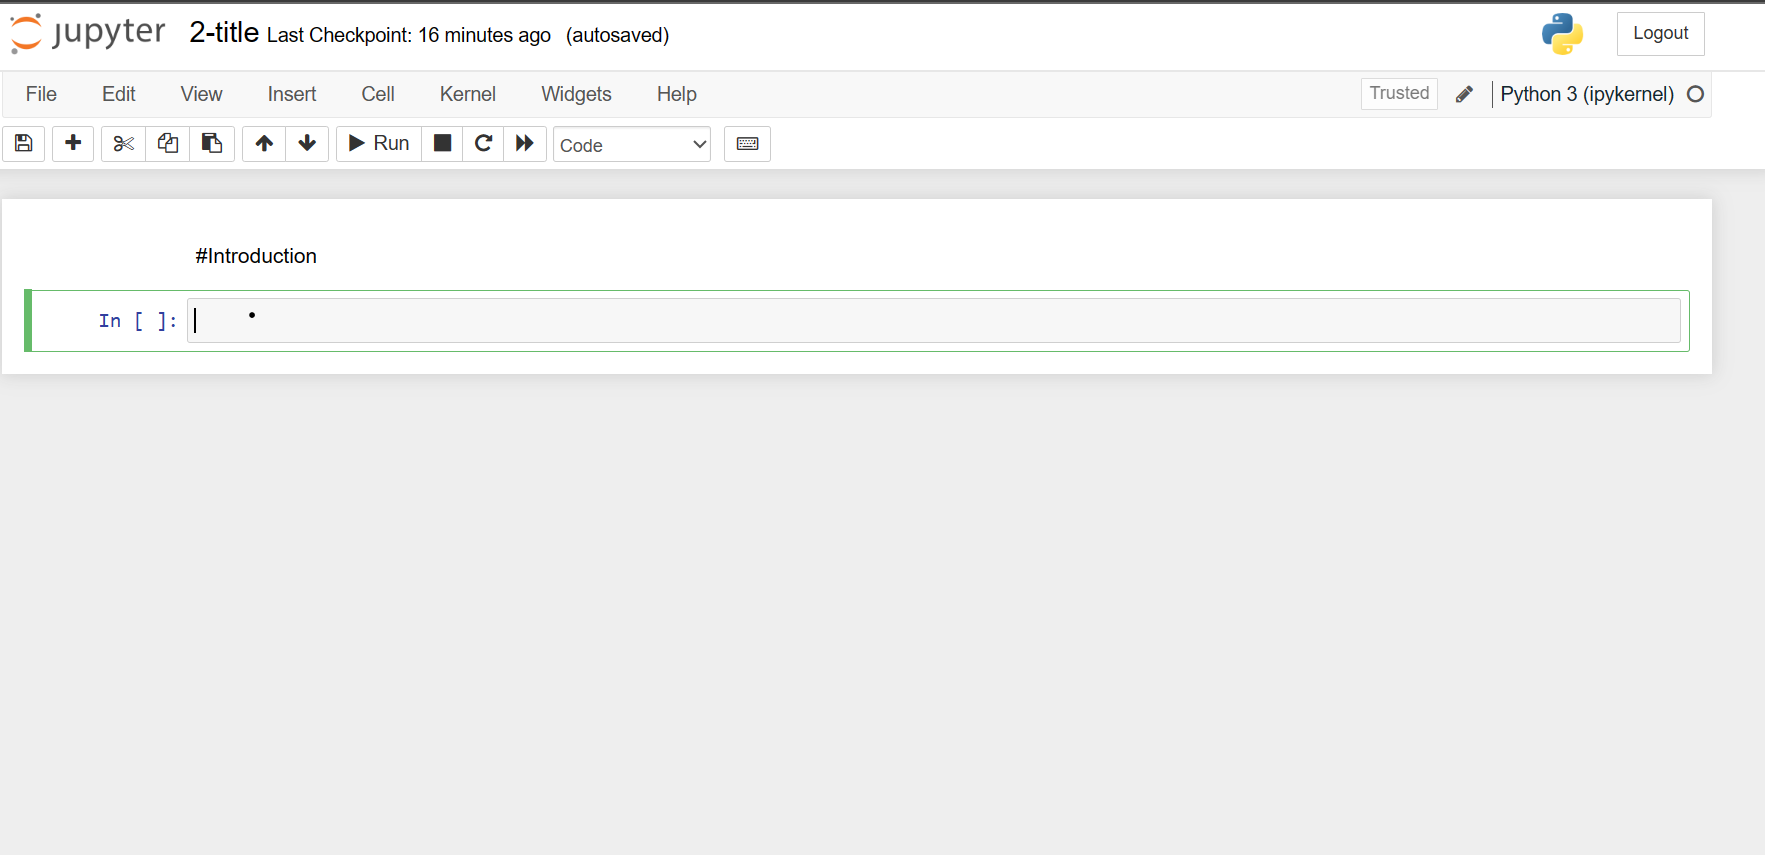 jupyter 2-title Last Checkpoint: 16 minutes ago (autosaved) Logout
File Edit View Insert Cell Kernel Widgets Help Trusted Python 3 (ipykernel)
Run Code
#Introduction
In [ ]: